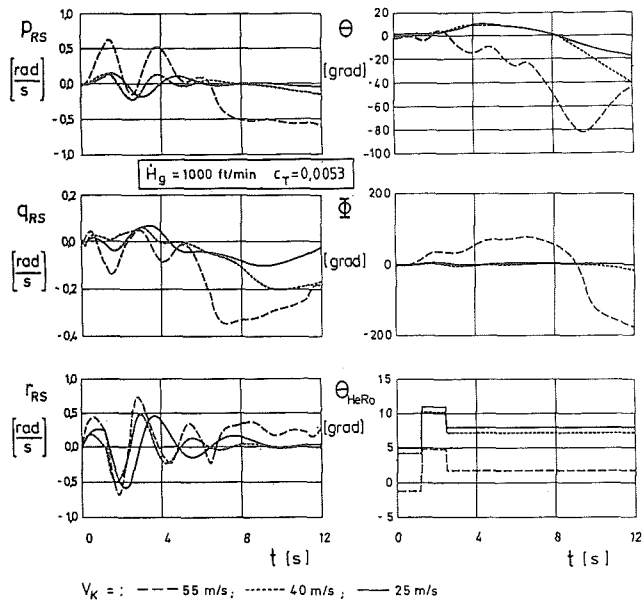 p_RS
[rad/s]
1,0
0,5
0,0
-0,5
-1,0
Θ
[grad]
20
0
-20
-40
-60
-80
-100
Ḣ_g = 1000 ft/min c_T = 0,0053
q_RS
[rad/s]
0,2
0,0
-0,2
-0,4
Φ
[grad]
200
0
-200
r_RS
[rad/s]
1,0
0,5
0,0
-0,5
-1,0
0 4 8 12
t [s]
Θ_HeRo
[grad]
15
10
5
0
-5
0 4 8 12
t [s]
V_K = : --- 55 m/s; ------ 40 m/s; — 25 m/s